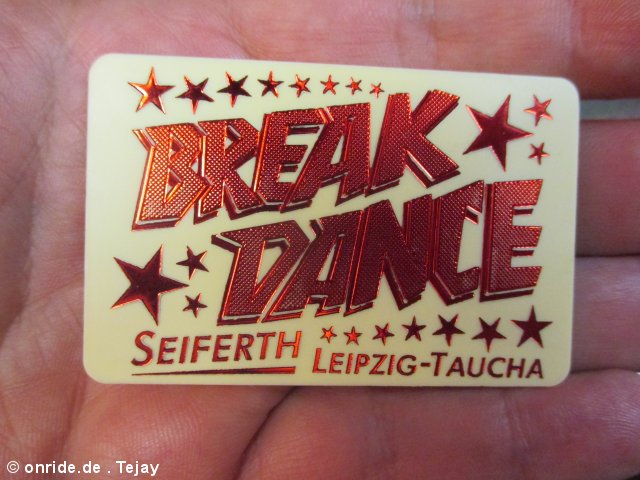 BREAK
DANCE
SEIFERTH LEIPZIG-TAUCHA
© onride.de . Tejay